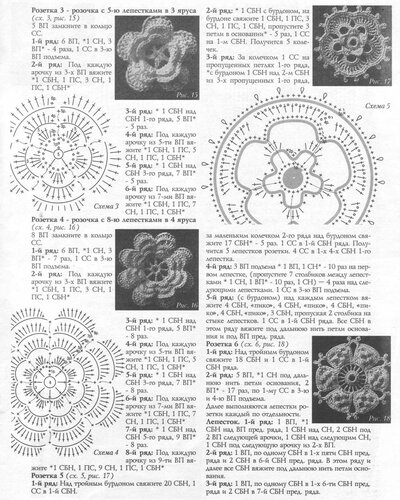 Розетка 3 - розочка с 5-ю лепестками в 3 яруса
(сх. 3, рис. 15)
5 ВП замкните в кольцо
СС.
1-й ряд: 6 ВП, *1 СН, 3
ВП* - 4 раза, 1 СС в 3-ю
ВП подъема.
2-й ряд: Под каждую
арочку из 3-х ВП вяжите
*1 СБН, 1 ПС, 3 СН, 1
ПС, 1 СБН*
Рис. 15
3-й ряд: *1 СБН над
СБН 1-го ряда, 5 ВП*
- 5 раз.
4-й ряд: Под каждую
арочку из 5-ти ВП вяжите
*1 СБН, 1 ПС, 5
СН, 1 ПС, 1 СБН*
5-й ряд: *1 СБН над
СБН 3-го ряда, 7 ВП*
- 5 раз.
6-й ряд: Под каждую
арочку из 7-ми ВП вяжите
*1 СБН, 1 ПС, 7
СН, 1 ПС, 1 СБН*
Схема 3
Розетка 4 - розочка с 8-ю лепестками в 4 яруса
(сх. 4, рис. 16)
8 ВП замкните в кольцо
СС.
1-й ряд: 6 ВП, *1 СН, 3
ВП* - 7 раз, 1 СС в 3-ю
ВП подъема.
2-й ряд: Под каждую
арочку из 3-х ВП вяжите
*1 СБН, 1 ПС, 3 СН, 1
ПС, 1 СБН*
Рис. 16
3-й ряд: *1 СБН над
СБН 1-го ряда, 5 ВП*
- 8 раз.
4-й ряд: Под каждую
арочку из 5-ти ВП вяжите
*1 СБН, 1 ПС, 5
СН, 1 ПС, 1 СБН*
5-й ряд: *1 СБН над
СБН 3-го ряда, 7 ВП*
- 8 раз.
6-й ряд: Под каждую
арочку из 7-ми ВП вяжите
*1 СБН, 1 ПС, 7
СН, 1 ПС, 1 СБН*
7-й ряд: *1 СБН над
СБН 5-го ряда, 9 ВП*
- 8 раз.
8-й ряд: Под каждую
арочку из 9-ти ВП вяжите
*1 СБН, 1 ПС, 9 СН, 1 ПС, 1 СБН*
Схема 4
Розетка 5 (сх. 5, рис. 17)
1-й ряд: Над тройным бурдоном свяжите 20 СБН, 1
СС в 1-й СБН.
2-й ряд: *1 СБН с бурдоном, из
бурдоне свяжите 1 СБН, 1 ПС, 3
СН, 1 ПС, 1 СБН, пропустите 3
петли в основании* - 5 раз, 1 СС
на 1-м СБН. Получится 5 колечек.
3-й ряд: За колечком 1 СС на
пропущенных петлях 1-го ряда,
*с бурдоном 1 СБН над 2-м СБН
из 3-х пропущенных 1-го ряда,
Рис. 17
Схема 5
за маленьким колечком 2-го ряда над бурдоном свяжите
17 СБН* - 5 раз. 1 СС в 1-й СБН ряда. Получится
5 лепестков розетки. 4 СС в 1-х 4-х СБН 1-го
лепестка.
4-й ряд: 3 ВП подъема *1 ВП, 1 СН* - 10 раз на первом
лепестке, (пропустите 7 столбиков между лепестками
* 1 СН, 1 ВП* - 10 раз, 1 СН) — 4 раза над следующими
лепестками. 1 СС в 3-ю ВП подъема.
5-й ряд: (с бурдоном) над каждым лепестком вяжите
4 СБН, «пико», 4 СБН, «пико», 4 СБН, «пико»,
4 СБН, «пико», 3 СБН, пропуская 2 столбика на
стыке лепестков. 1 СС в 1-й СБН ряда. Все СБН в
этом ряду вяжите под дальнюю нить петли основания
и под ВП пред. ряда.
Розетка 6 (сх. 6, рис. 18)
1-й ряд: Над тройным бурдоном
свяжите 18 СБН и 1 СС в 1-й
СБН.
2-й ряд: 5 ВП, *1 СН под дальнюю
нить петли основания, 2
ВП* - 17 раз, по 1-му СС в 3-ю
и 4-ю ВП подъема.
Далее выполняются лепестки розетки
каждый по отдельности.
Лепесток, 1-й ряд: 1 ВП, *1
СБН над ВП пред. ряда, 1 СБН над СН, 2 СБН под
2 ВП следующей арочки, 1 СБН над следующим СН,
1 СБН под следующую арочку из 2-х ВП.
2-й ряд: 1 ВП, по одному СБН в 1-х пяти СБН пред.
ряда и 2 СБН в 6-й СБН пред. ряда. В этом ряду и
далее все СБН вяжите под дальнюю нить петли основания.
3-й ряд: 1 ВП, по одному СБН в 1-х 6-ти СБН пред.
ряда и 2 СБН в 7-й СБН пред. ряда.
Рис. 18